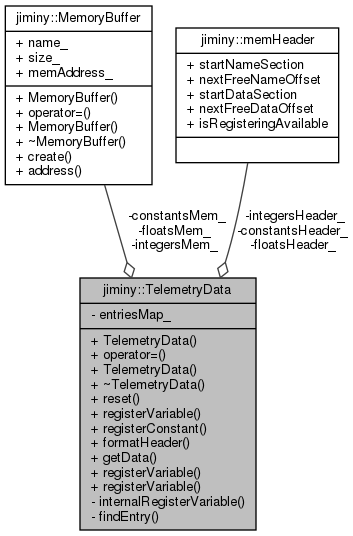 jiminy::MemoryBuffer
+ name_
+ size_
+ memAddress_
+ MemoryBuffer()
+ operator=()
+ MemoryBuffer()
+ ~MemoryBuffer()
+ create()
+ address()
jiminy::memHeader
+ startNameSection
+ nextFreeNameOffset
+ startDataSection
+ nextFreeDataOffset
+ isRegisteringAvailable
-constantsMem_
-floatsMem_
-integersMem_
-integersHeader_
-constantsHeader_
-floatsHeader_
jiminy::TelemetryData
- entriesMap_
+ TelemetryData()
+ operator=()
+ TelemetryData()
+ ~TelemetryData()
+ reset()
+ registerVariable()
+ registerConstant()
+ formatHeader()
+ getData()
+ registerVariable()
+ registerVariable()
- internalRegisterVariable()
- findEntry()